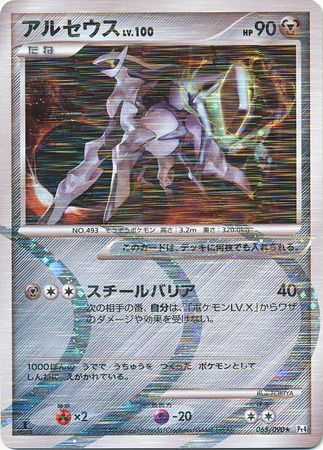 アルセウス LV.100 HP 90
たね
NO.493 そうぞうポケモン 高さ:3.2m 重さ:320.0kg
このカードは、デッキに何枚でも入れられる。
スチールバリア 40
次の相手の番、自分は、「ポケモンLV.X」からワ
ザのダメージや効果を受けない。
1000ぼんの うでで うちゅうを つくった ポケモンとして
しんわに えがかれている。
×2 -20
065/090★ Pt4